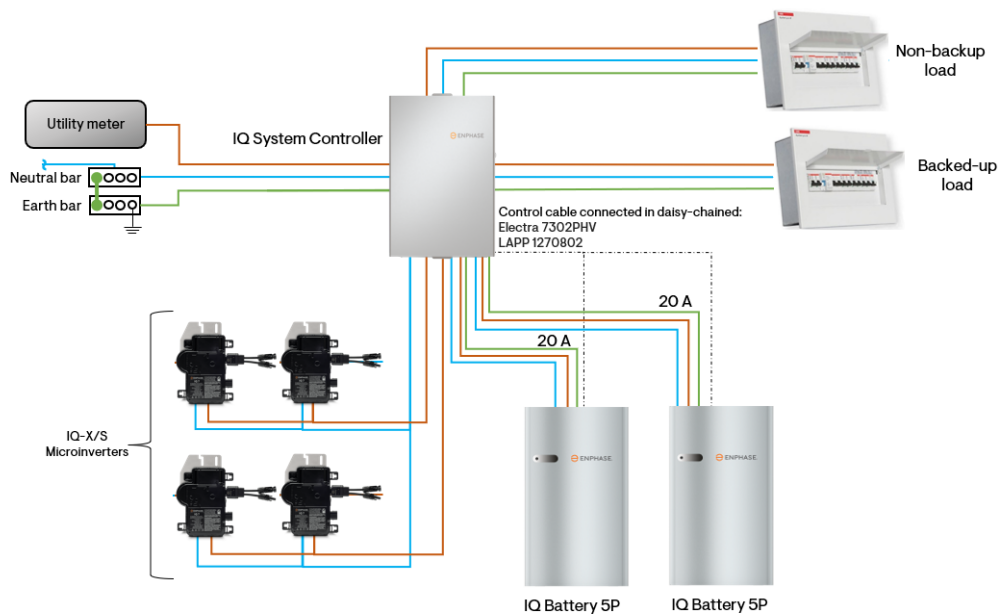 Non-backup
load
Utility meter
IQ System Controller
ENPHASE
Neutral bar
Backed-up
load
Earth bar
Control cable connected in daisy-chained:
Electra 7302PHV
LAPP 1270802
20 A
20 A
IQ-X/S
Microinverters
ENPHASE
ENPHASE
IQ Battery 5P
IQ Battery 5P